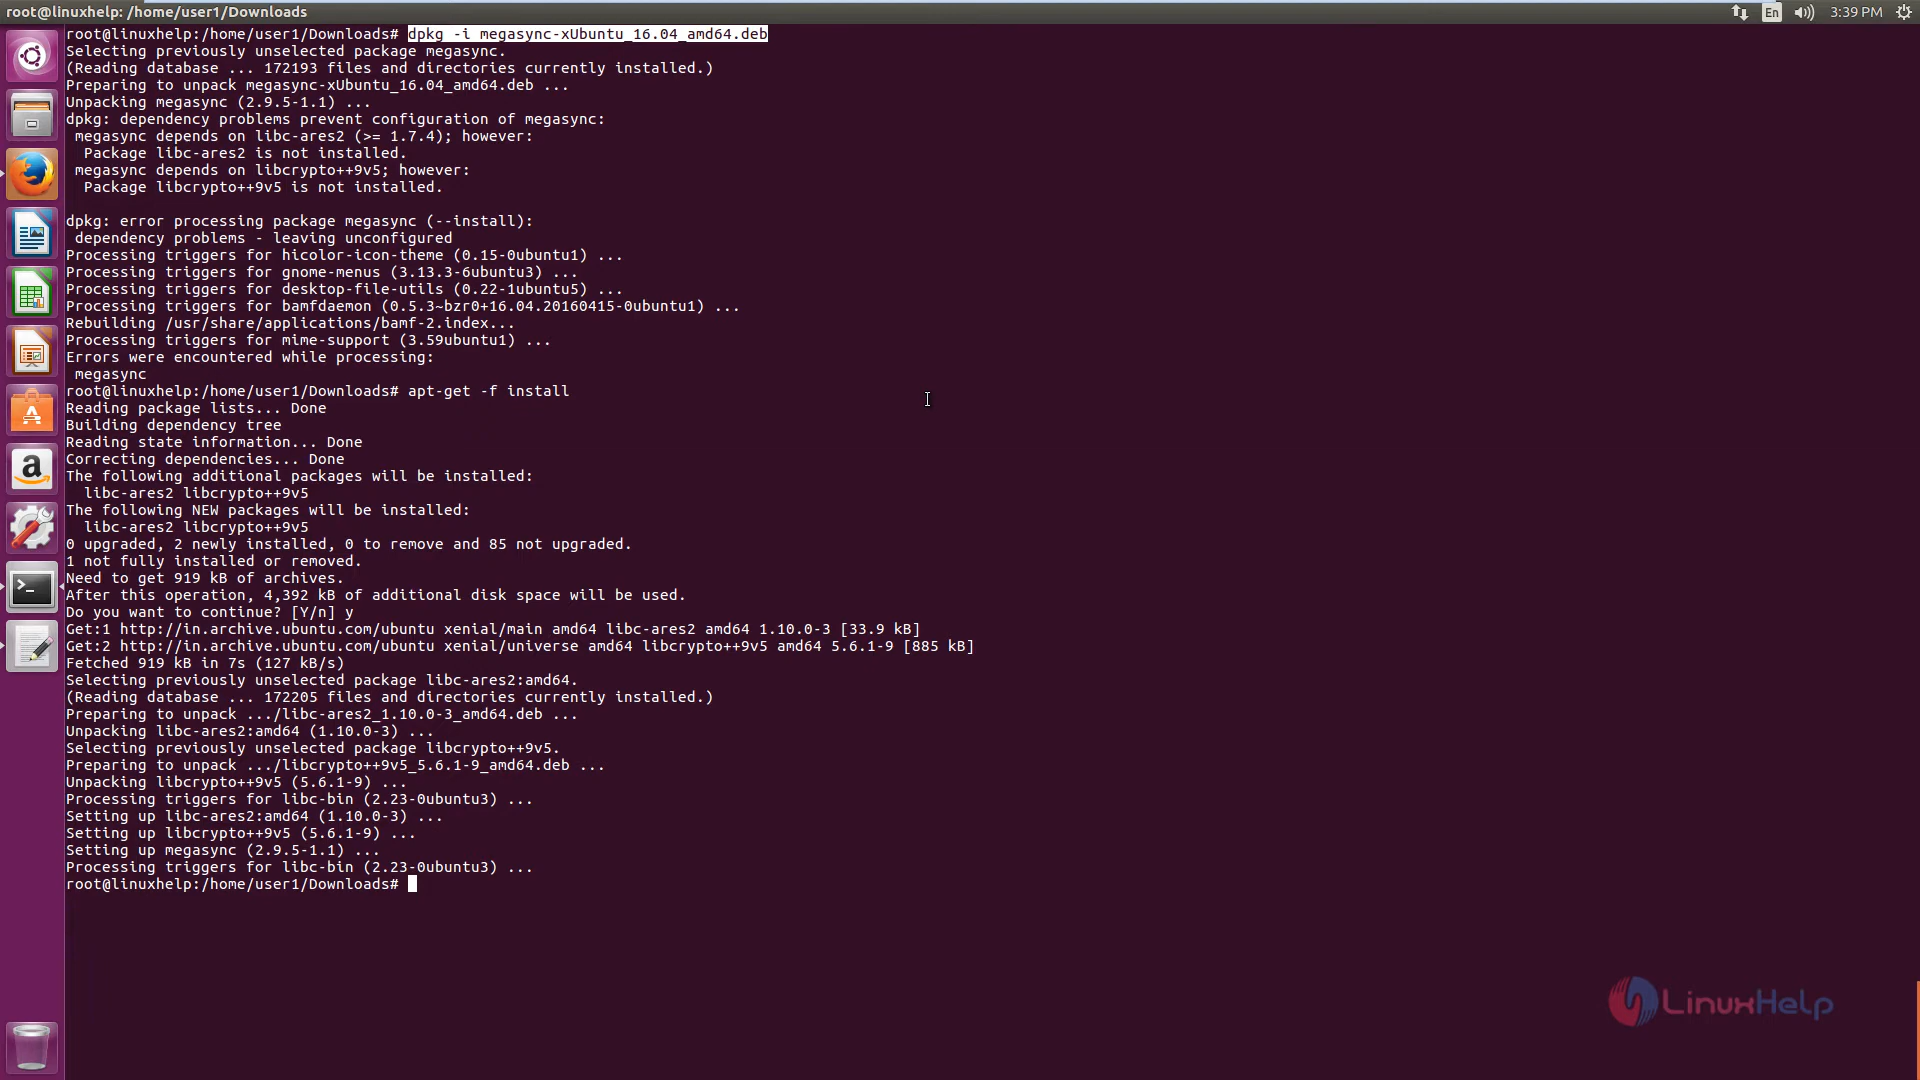 root@linuxhelp: /home/user1/Downloads
En
3:39 PM
root@linuxhelp:/home/user1/Downloads# dpkg -i megasync-xUbuntu_16.04_amd64.deb
Selecting previously unselected package megasync.
(Reading database ... 172193 files and directories currently installed.)
Preparing to unpack megasync-xUbuntu_16.04_amd64.deb ...
Unpacking megasync (2.9.5-1.1) ...
dpkg: dependency problems prevent configuration of megasync:
 megasync depends on libc-ares2 (>= 1.7.4); however:
  Package libc-ares2 is not installed.
 megasync depends on libcrypto++9v5; however:
  Package libcrypto++9v5 is not installed.

dpkg: error processing package megasync (--install):
 dependency problems - leaving unconfigured
Processing triggers for hicolor-icon-theme (0.15-0ubuntu1) ...
Processing triggers for gnome-menus (3.13.3-6ubuntu3) ...
Processing triggers for desktop-file-utils (0.22-1ubuntu5) ...
Processing triggers for bamfdaemon (0.5.3~bzr0+16.04.20160415-0ubuntu1) ...
Rebuilding /usr/share/applications/bamf-2.index...
Processing triggers for mime-support (3.59ubuntu1) ...
Errors were encountered while processing:
 megasync
root@linuxhelp:/home/user1/Downloads# apt-get -f install
Reading package lists... Done
Building dependency tree
Reading state information... Done
Correcting dependencies... Done
The following additional packages will be installed:
  libc-ares2 libcrypto++9v5
The following NEW packages will be installed:
  libc-ares2 libcrypto++9v5
0 upgraded, 2 newly installed, 0 to remove and 85 not upgraded.
1 not fully installed or removed.
Need to get 919 kB of archives.
After this operation, 4,392 kB of additional disk space will be used.
Do you want to continue? [Y/n] y
Get:1 http://in.archive.ubuntu.com/ubuntu xenial/main amd64 libc-ares2 amd64 1.10.0-3 [33.9 kB]
Get:2 http://in.archive.ubuntu.com/ubuntu xenial/universe amd64 libcrypto++9v5 amd64 5.6.1-9 [885 kB]
Fetched 919 kB in 7s (127 kB/s)
Selecting previously unselected package libc-ares2:amd64.
(Reading database ... 172205 files and directories currently installed.)
Preparing to unpack .../libc-ares2_1.10.0-3_amd64.deb ...
Unpacking libc-ares2:amd64 (1.10.0-3) ...
Selecting previously unselected package libcrypto++9v5.
Preparing to unpack .../libcrypto++9v5_5.6.1-9_amd64.deb ...
Unpacking libcrypto++9v5 (5.6.1-9) ...
Processing triggers for libc-bin (2.23-0ubuntu3) ...
Setting up libc-ares2:amd64 (1.10.0-3) ...
Setting up libcrypto++9v5 (5.6.1-9) ...
Setting up megasync (2.9.5-1.1) ...
Processing triggers for libc-bin (2.23-0ubuntu3) ...
root@linuxhelp:/home/user1/Downloads#
LinuxHelp